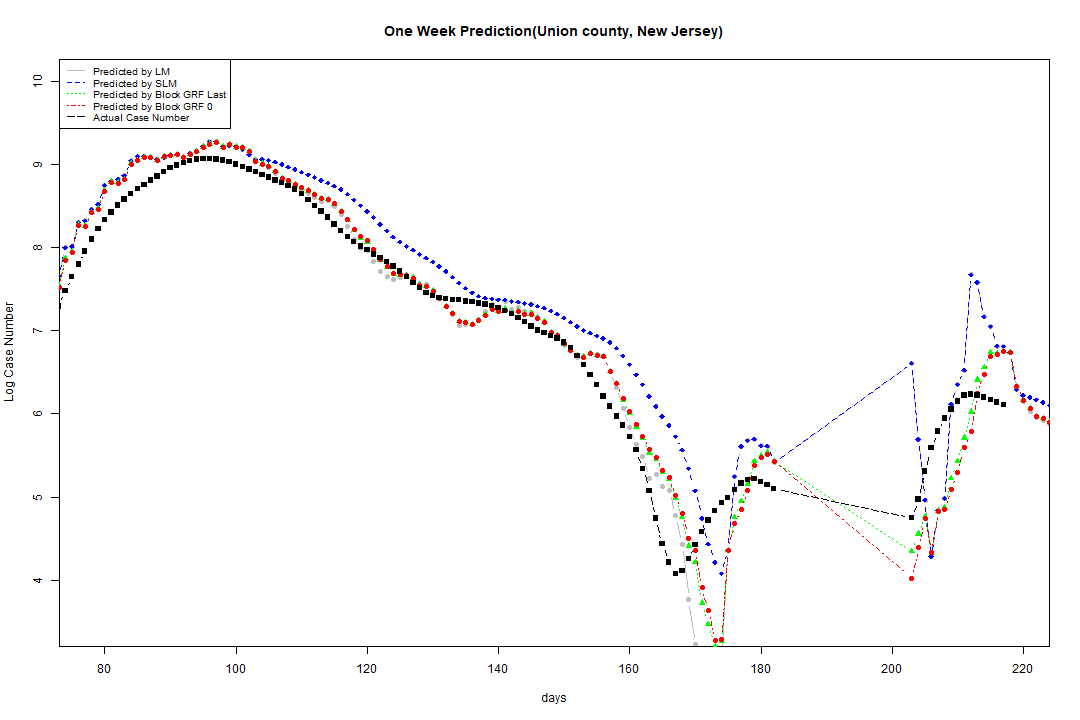 One Week Prediction(Union county, New Jersey)
Predicted by LM
Predicted by SLM
Predicted by Block GRF Last
Predicted by Block GRF 0
Actual Case Number
Log Case Number
10
9
8
7
6
5
4
80 100 120 140 160 180 200 220
days